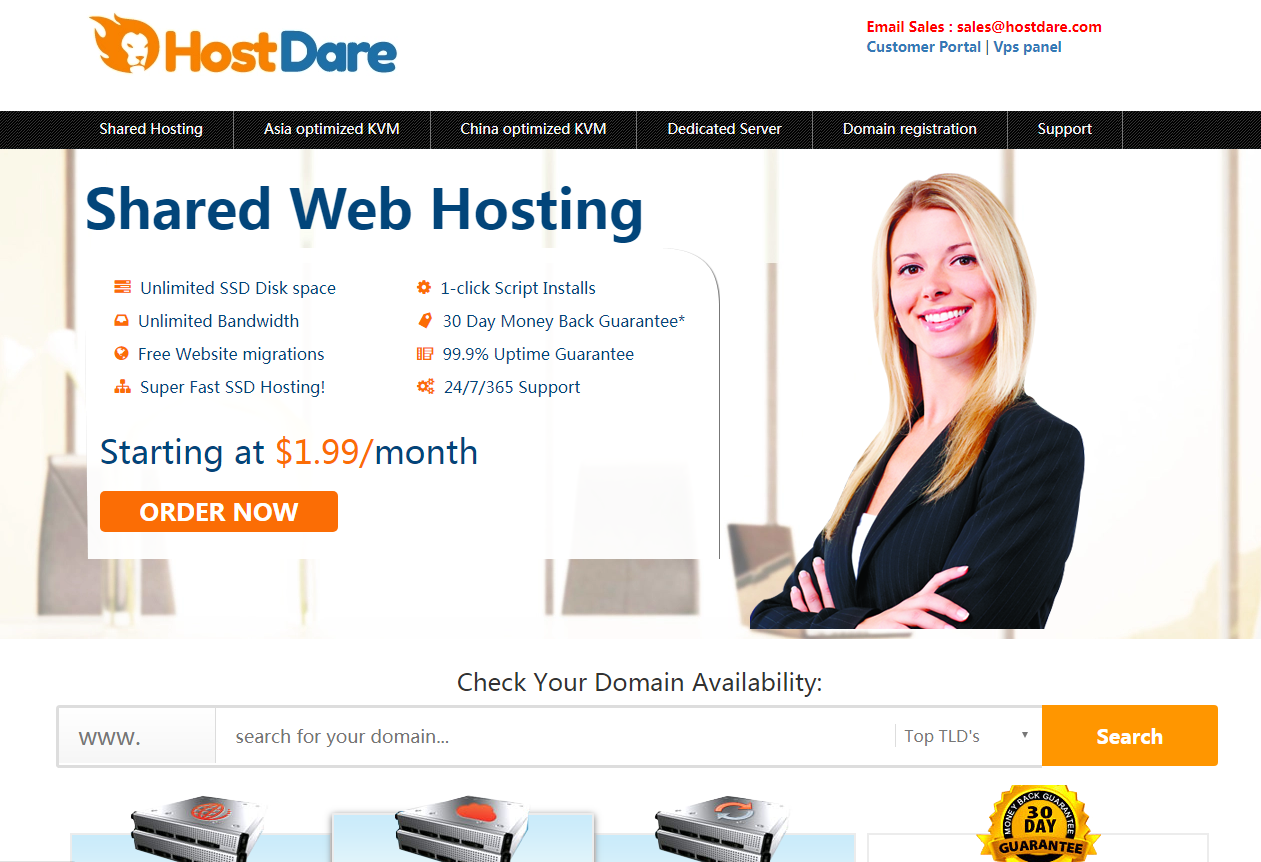 HostDare
Email Sales : sales@hostdare.com
Customer Portal | Vps panel
Shared Hosting
Asia optimized KVM
China optimized KVM
Dedicated Server
Domain registration
Support
Shared Web Hosting
Unlimited SSD Disk space
1-click Script Installs
Unlimited Bandwidth
30 Day Money Back Guarantee*
Free Website migrations
99.9% Uptime Guarantee
Super Fast SSD Hosting!
24/7/365 Support
Starting at $1.99/month
ORDER NOW
Check Your Domain Availability:
www.
search for your domain...
Top TLD's
Search
MONEY BACK GUARANTEE
30
DAY
GUARANTEE